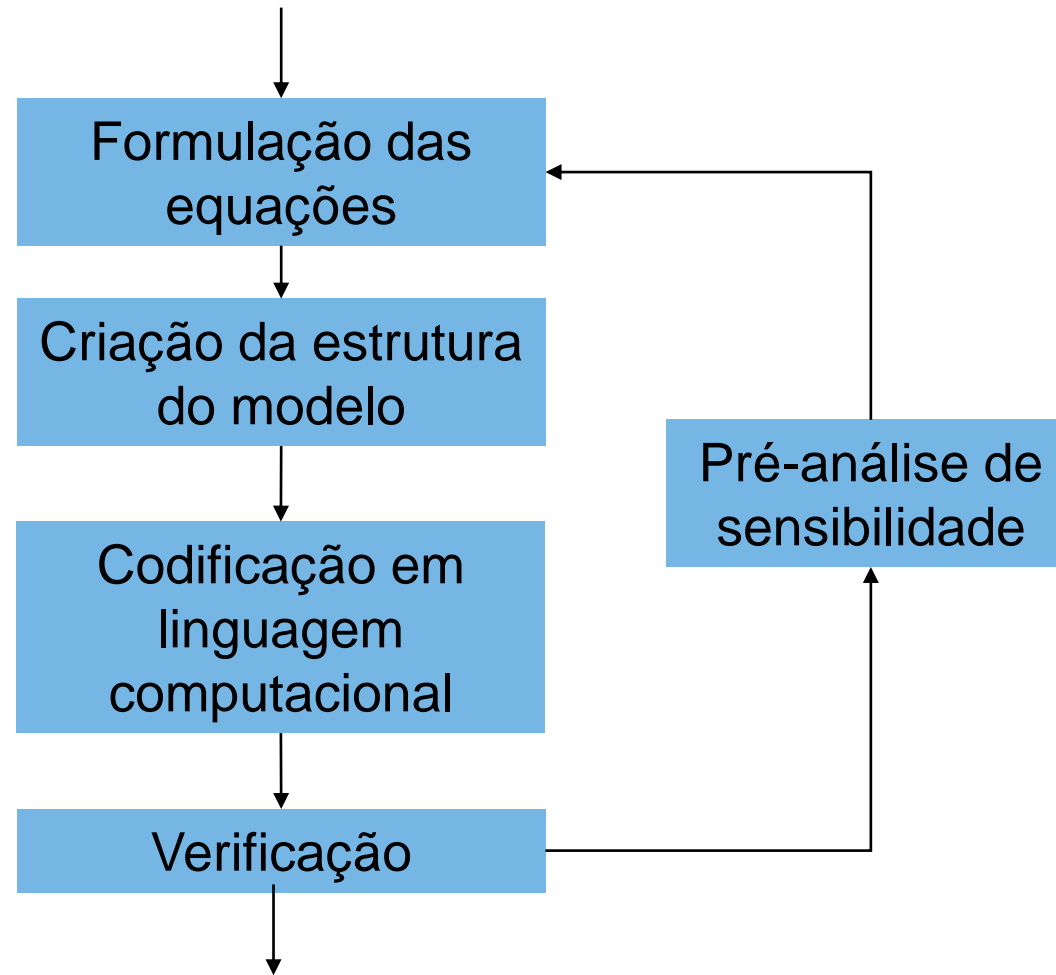 Formulação das
equações
Criação da estrutura
do modelo
Pré-análise de
sensibilidade
Codificação em
linguagem
computacional
Verificação